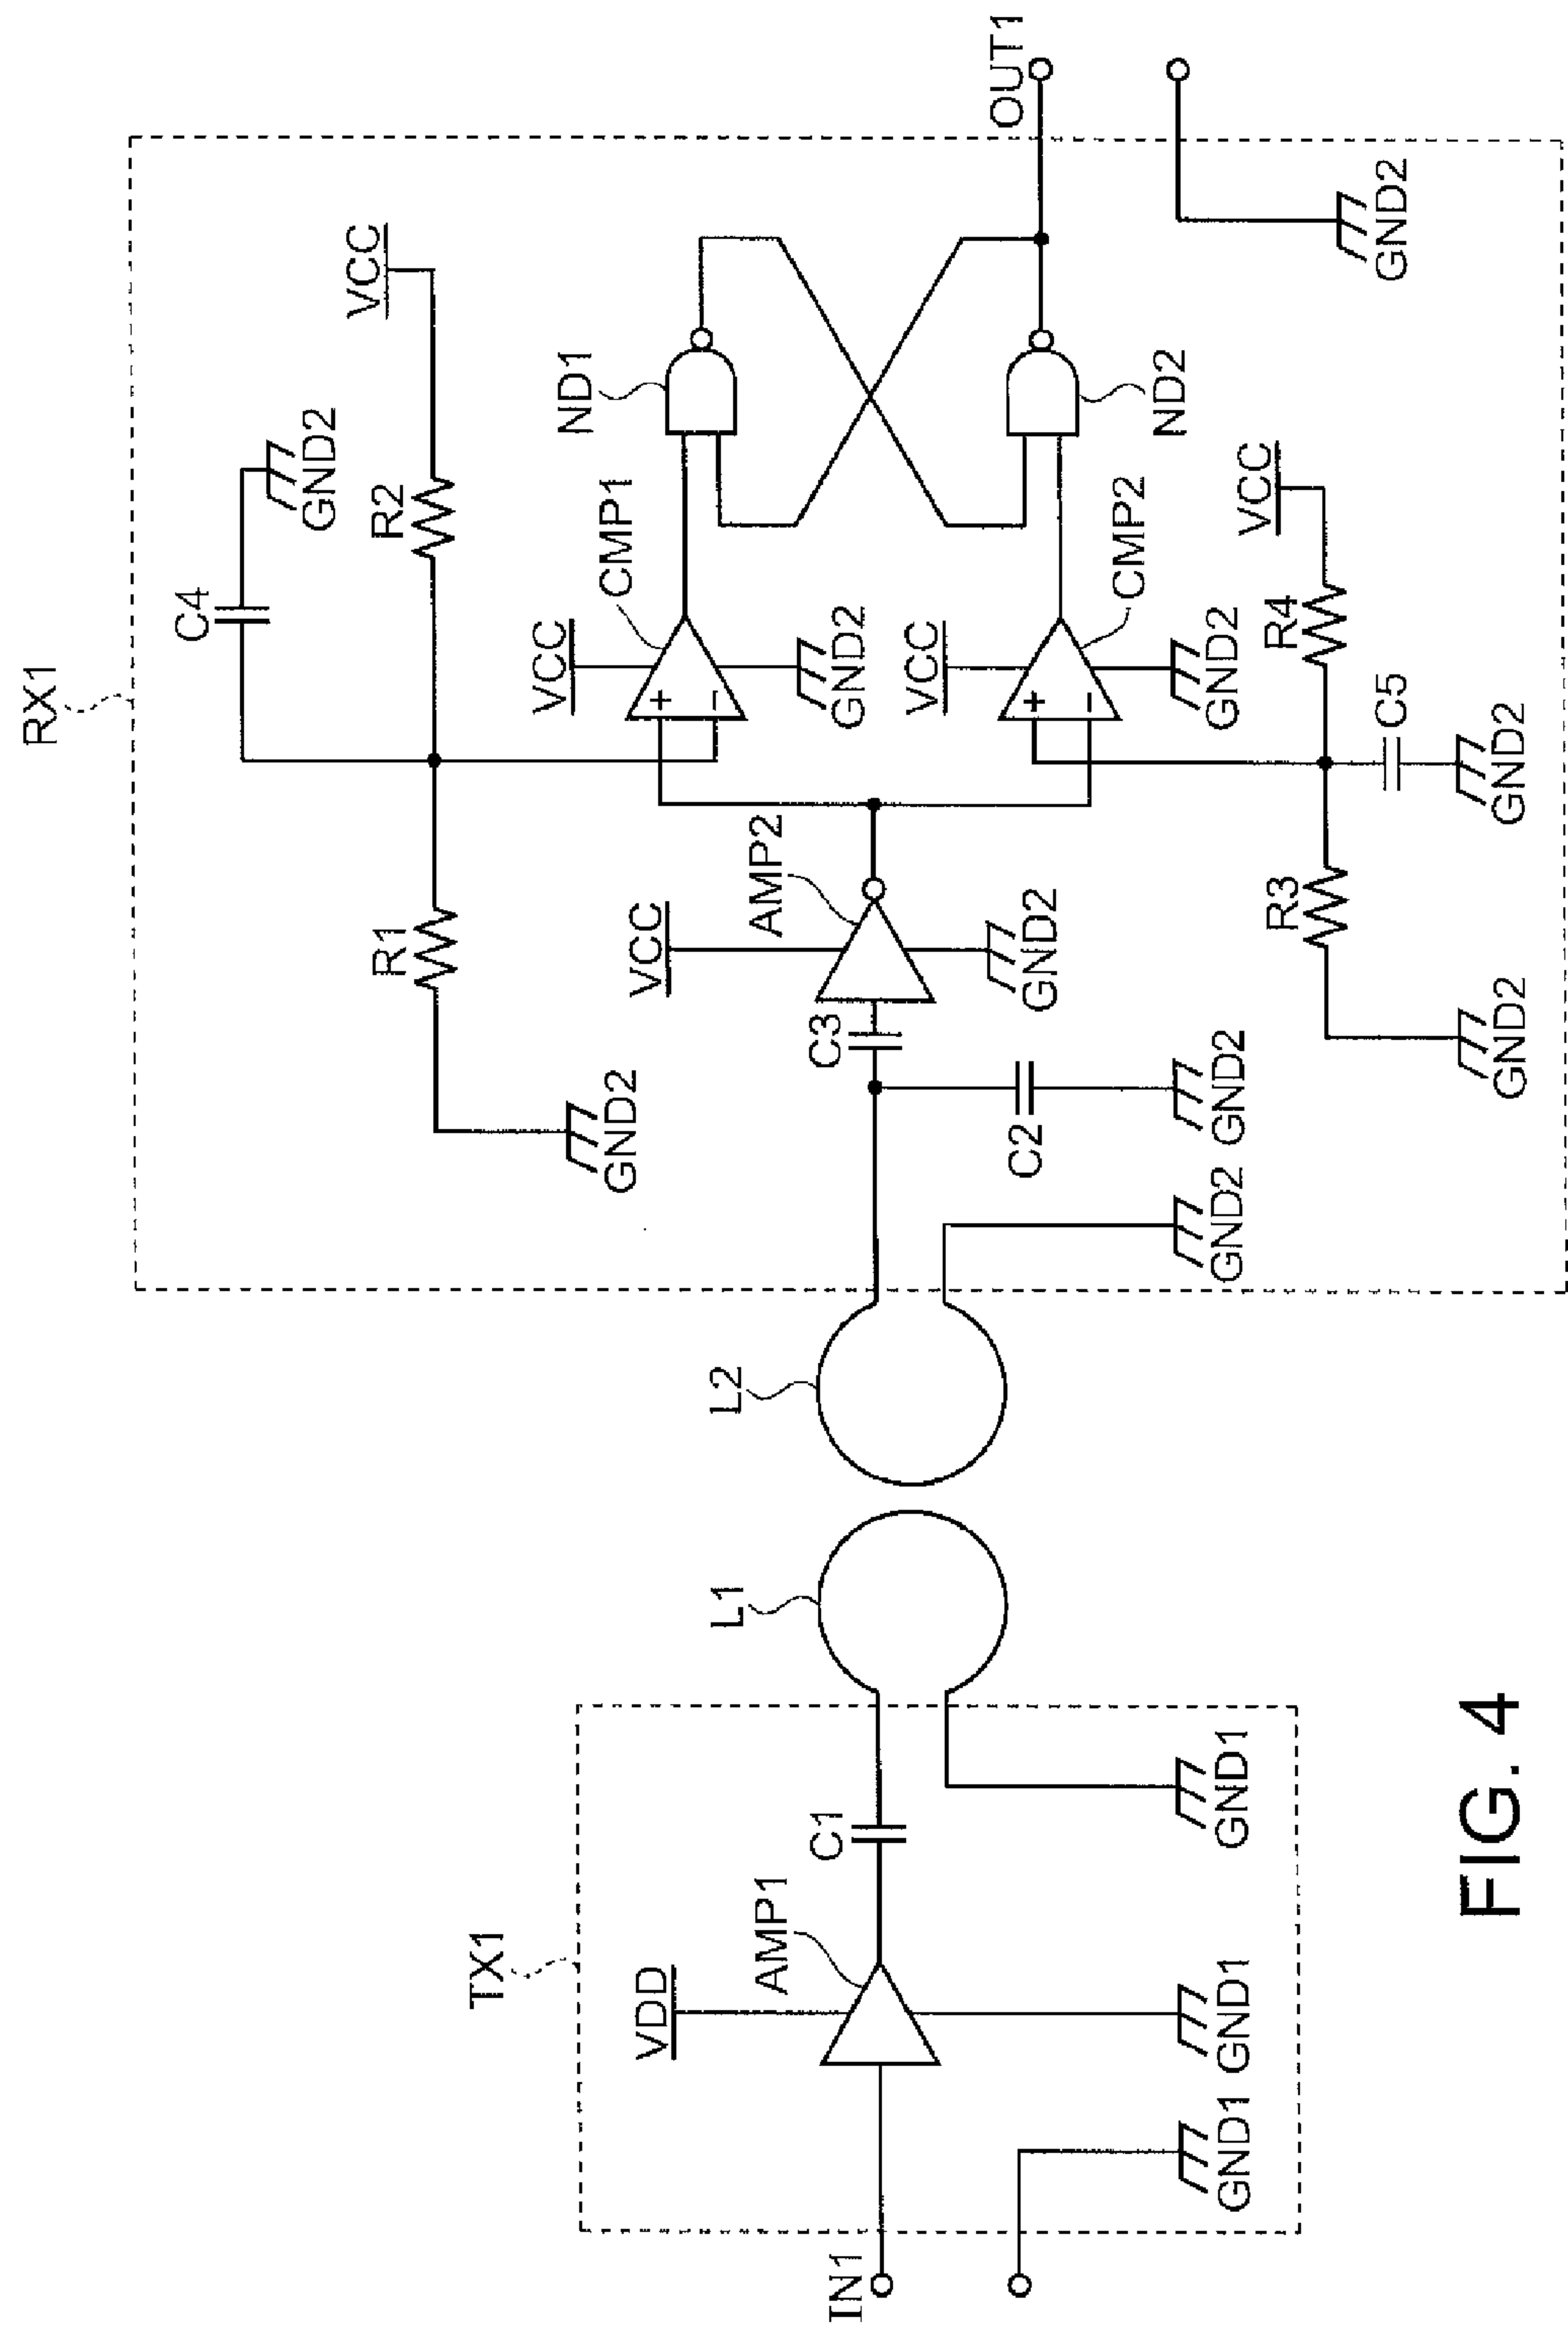 RX1
C4
GND2
VCC
R1
R2
GND2
ND1
VCC
CMP1
OUT1
TX1
VDD
AMP1
C1
L1
L2
VCC
AMP2
C3
GND2
GND2
IN1
C2
VCC
CMP2
ND2
GND2
GND1
GND1
GND1
GND2
GND2
GND2
R3
R4
VCC
C5
GND2
GND2
GND2
FIG. 4